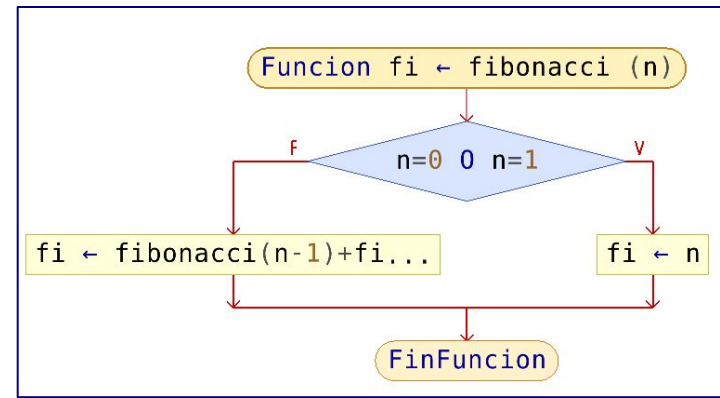 Funcion fi ← fibonacci (n)
F
V
n=0 O n=1
fi ← fibonacci(n-1)+fi...
fi ← n
FinFuncion